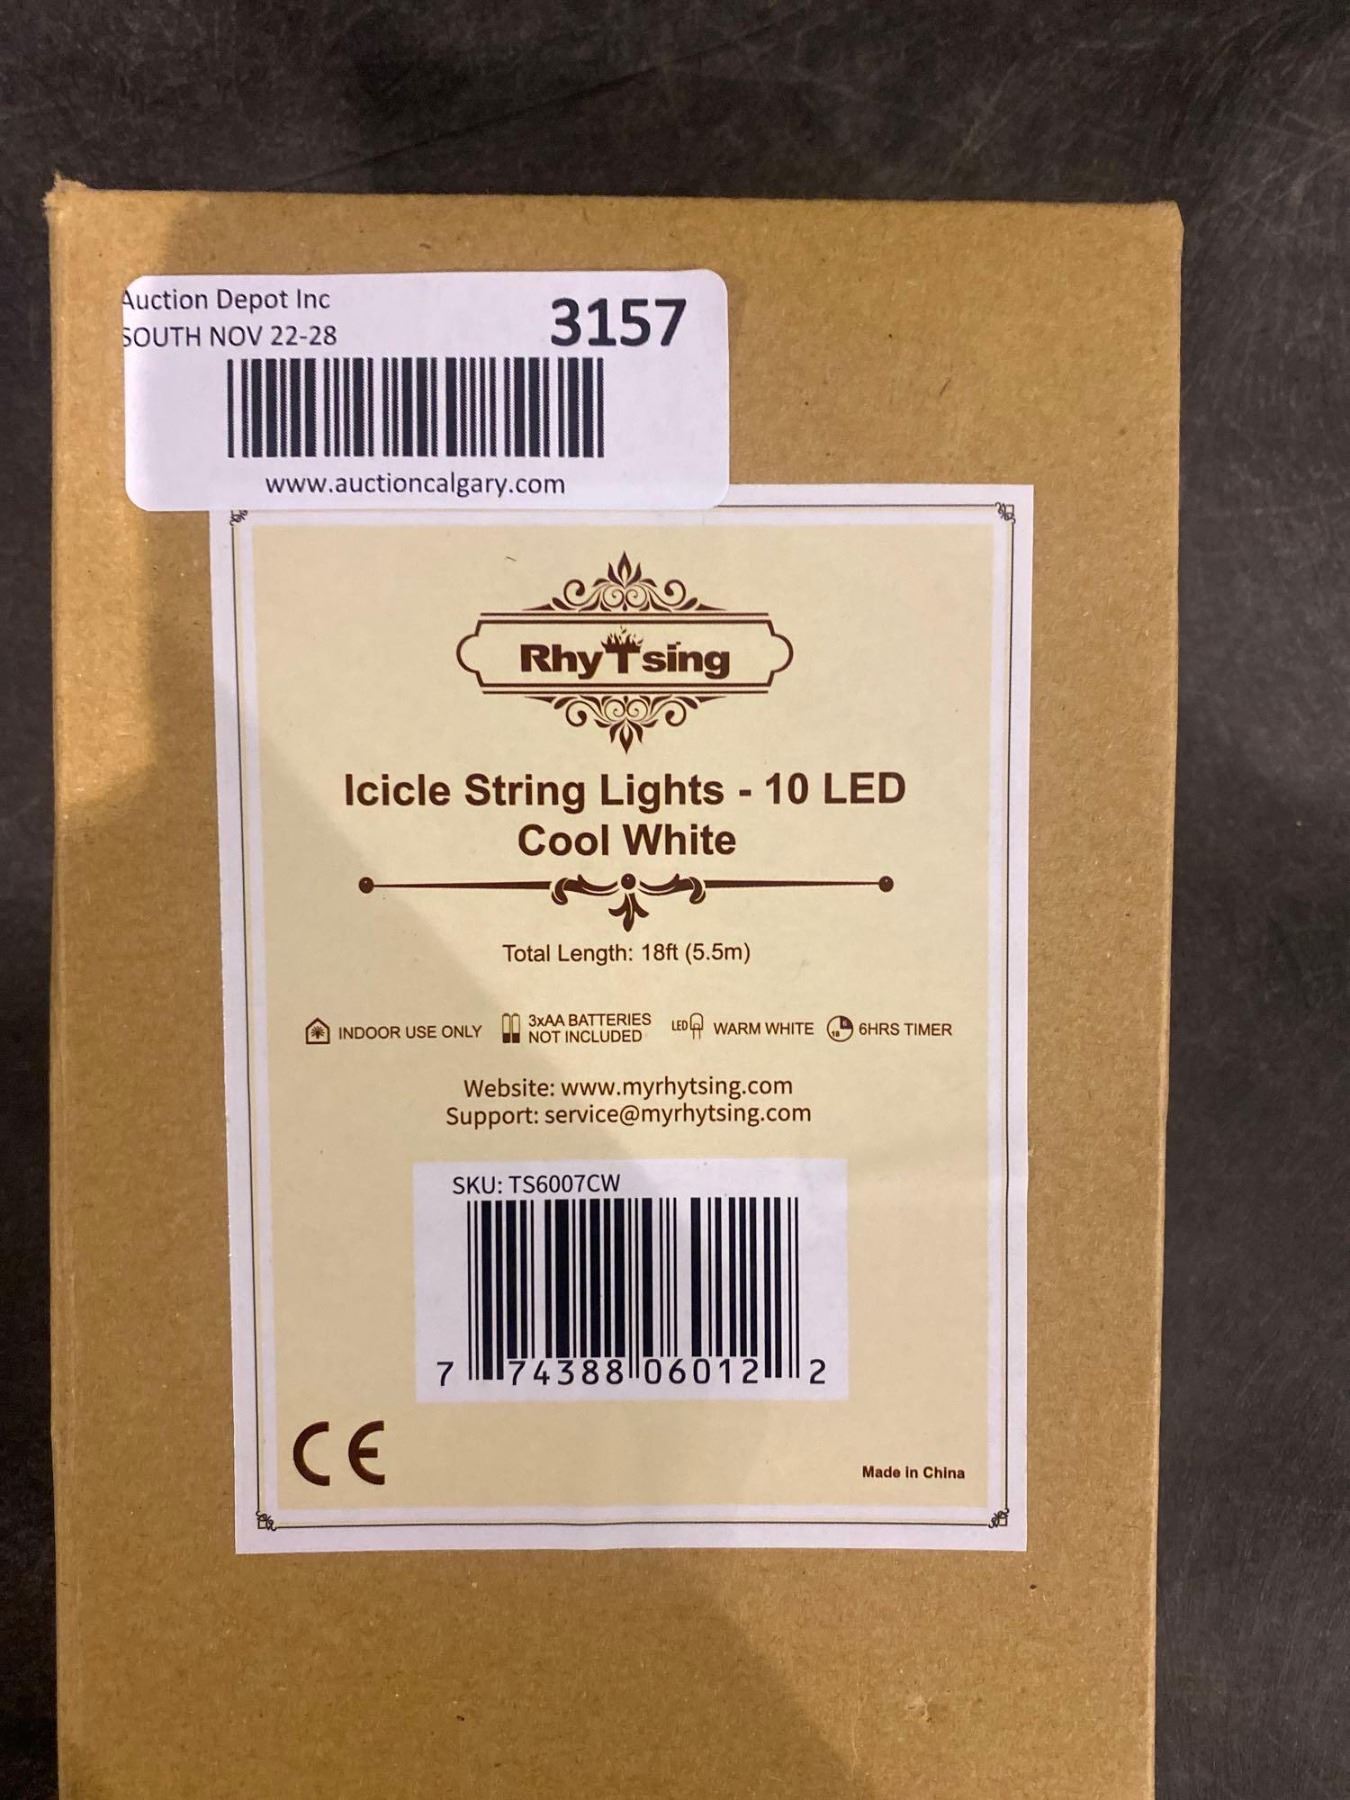 Auction Depot Inc
SOUTH NOV 22-28
3157
www.auctioncalgary.com
RhyTsing
Icicle String Lights - 10 LED
Cool White
Total Length: 18ft (5.5m)
INDOOR USE ONLY
3xAA BATTERIES
NOT INCLUDED
LED
WARM WHITE
6
18
6HRS TIMER
Website: www.myrhytsing.com
Support: service@myrhytsing.com
SKU: TS6007CW
7 74388 06012 2
CE
Made in China